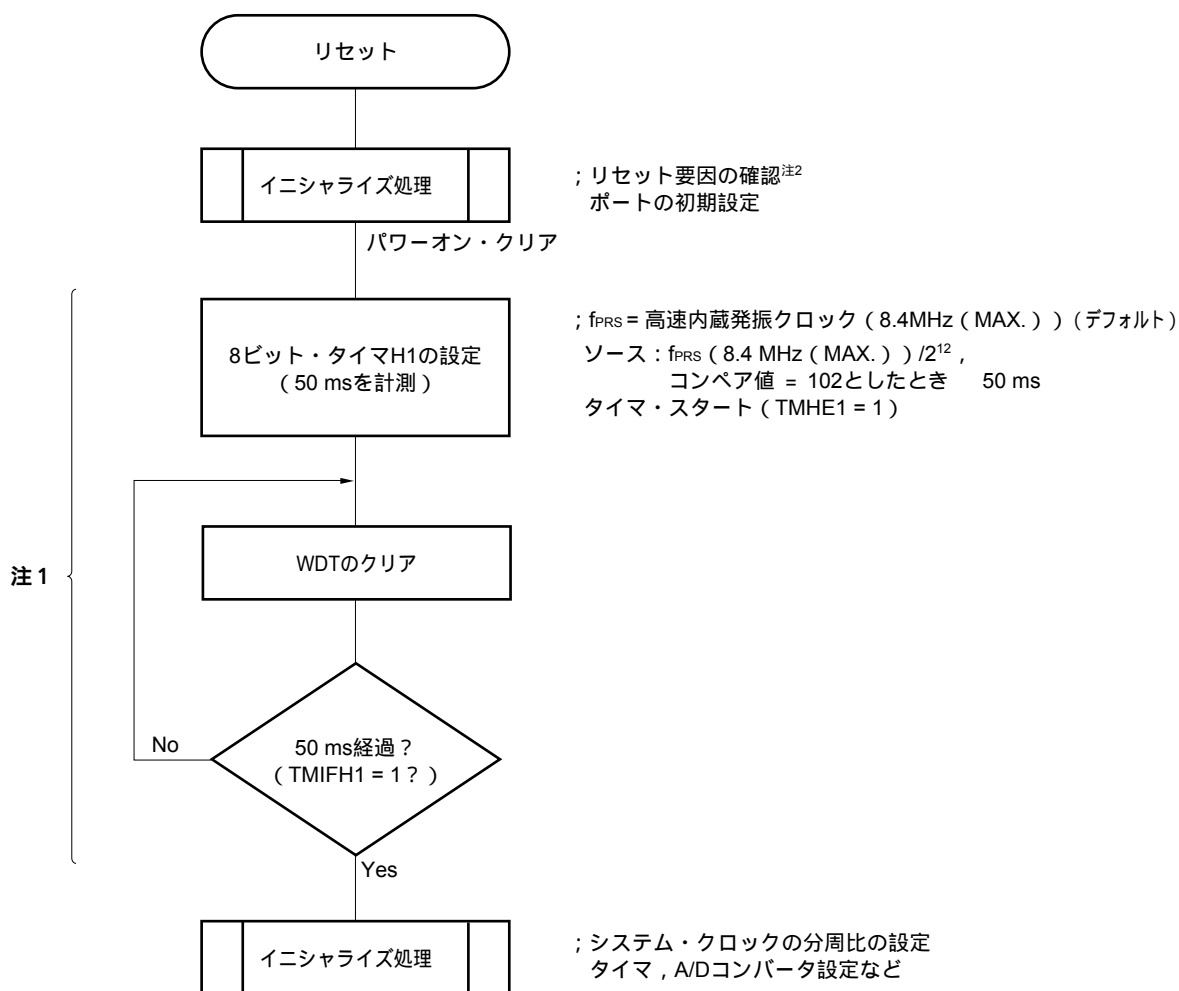 リセット
イニシャライズ処理
；リセット要因の確認注2
ポートの初期設定
パワーオン・クリア
8ビット・タイマH1の設定
（50 msを計測）
；fPRS = 高速内蔵発振クロック（8.4MHz（MAX.））（デフォルト）
ソース：fPRS（8.4 MHz（MAX.））/2¹²，
コンペア値 = 102としたとき　50 ms
タイマ・スタート（TMHE1 = 1）
注1
WDTのクリア
No
50 ms経過？
（TMIFH1 = 1？）
Yes
イニシャライズ処理
；システム・クロックの分周比の設定
タイマ，A/Dコンバータ設定など